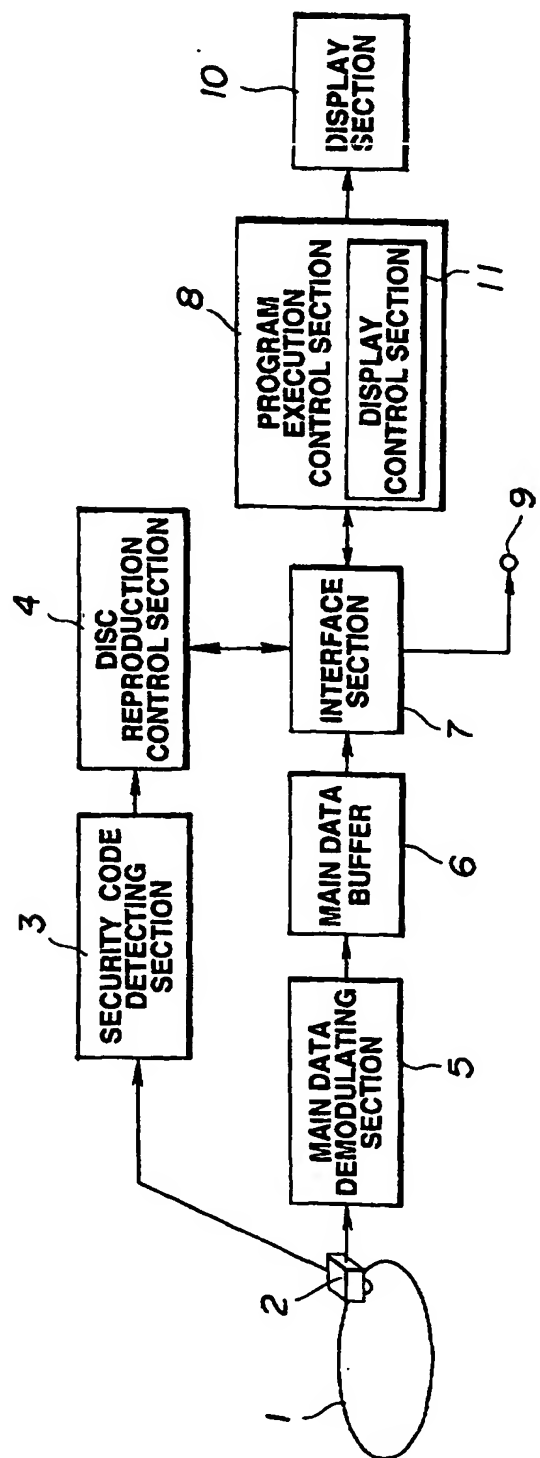 1
2
3
SECURITY CODE
DETECTING
SECTION
4
DISC
REPRODUCTION
CONTROL SECTION
5
MAIN DATA
DEMODULATING
SECTION
6
MAIN DATA
BUFFER
7
INTERFACE
SECTION
8
PROGRAM
EXECUTION
CONTROL SECTION
DISPLAY
CONTROL SECTION
11
9
10
DISPLAY
SECTION